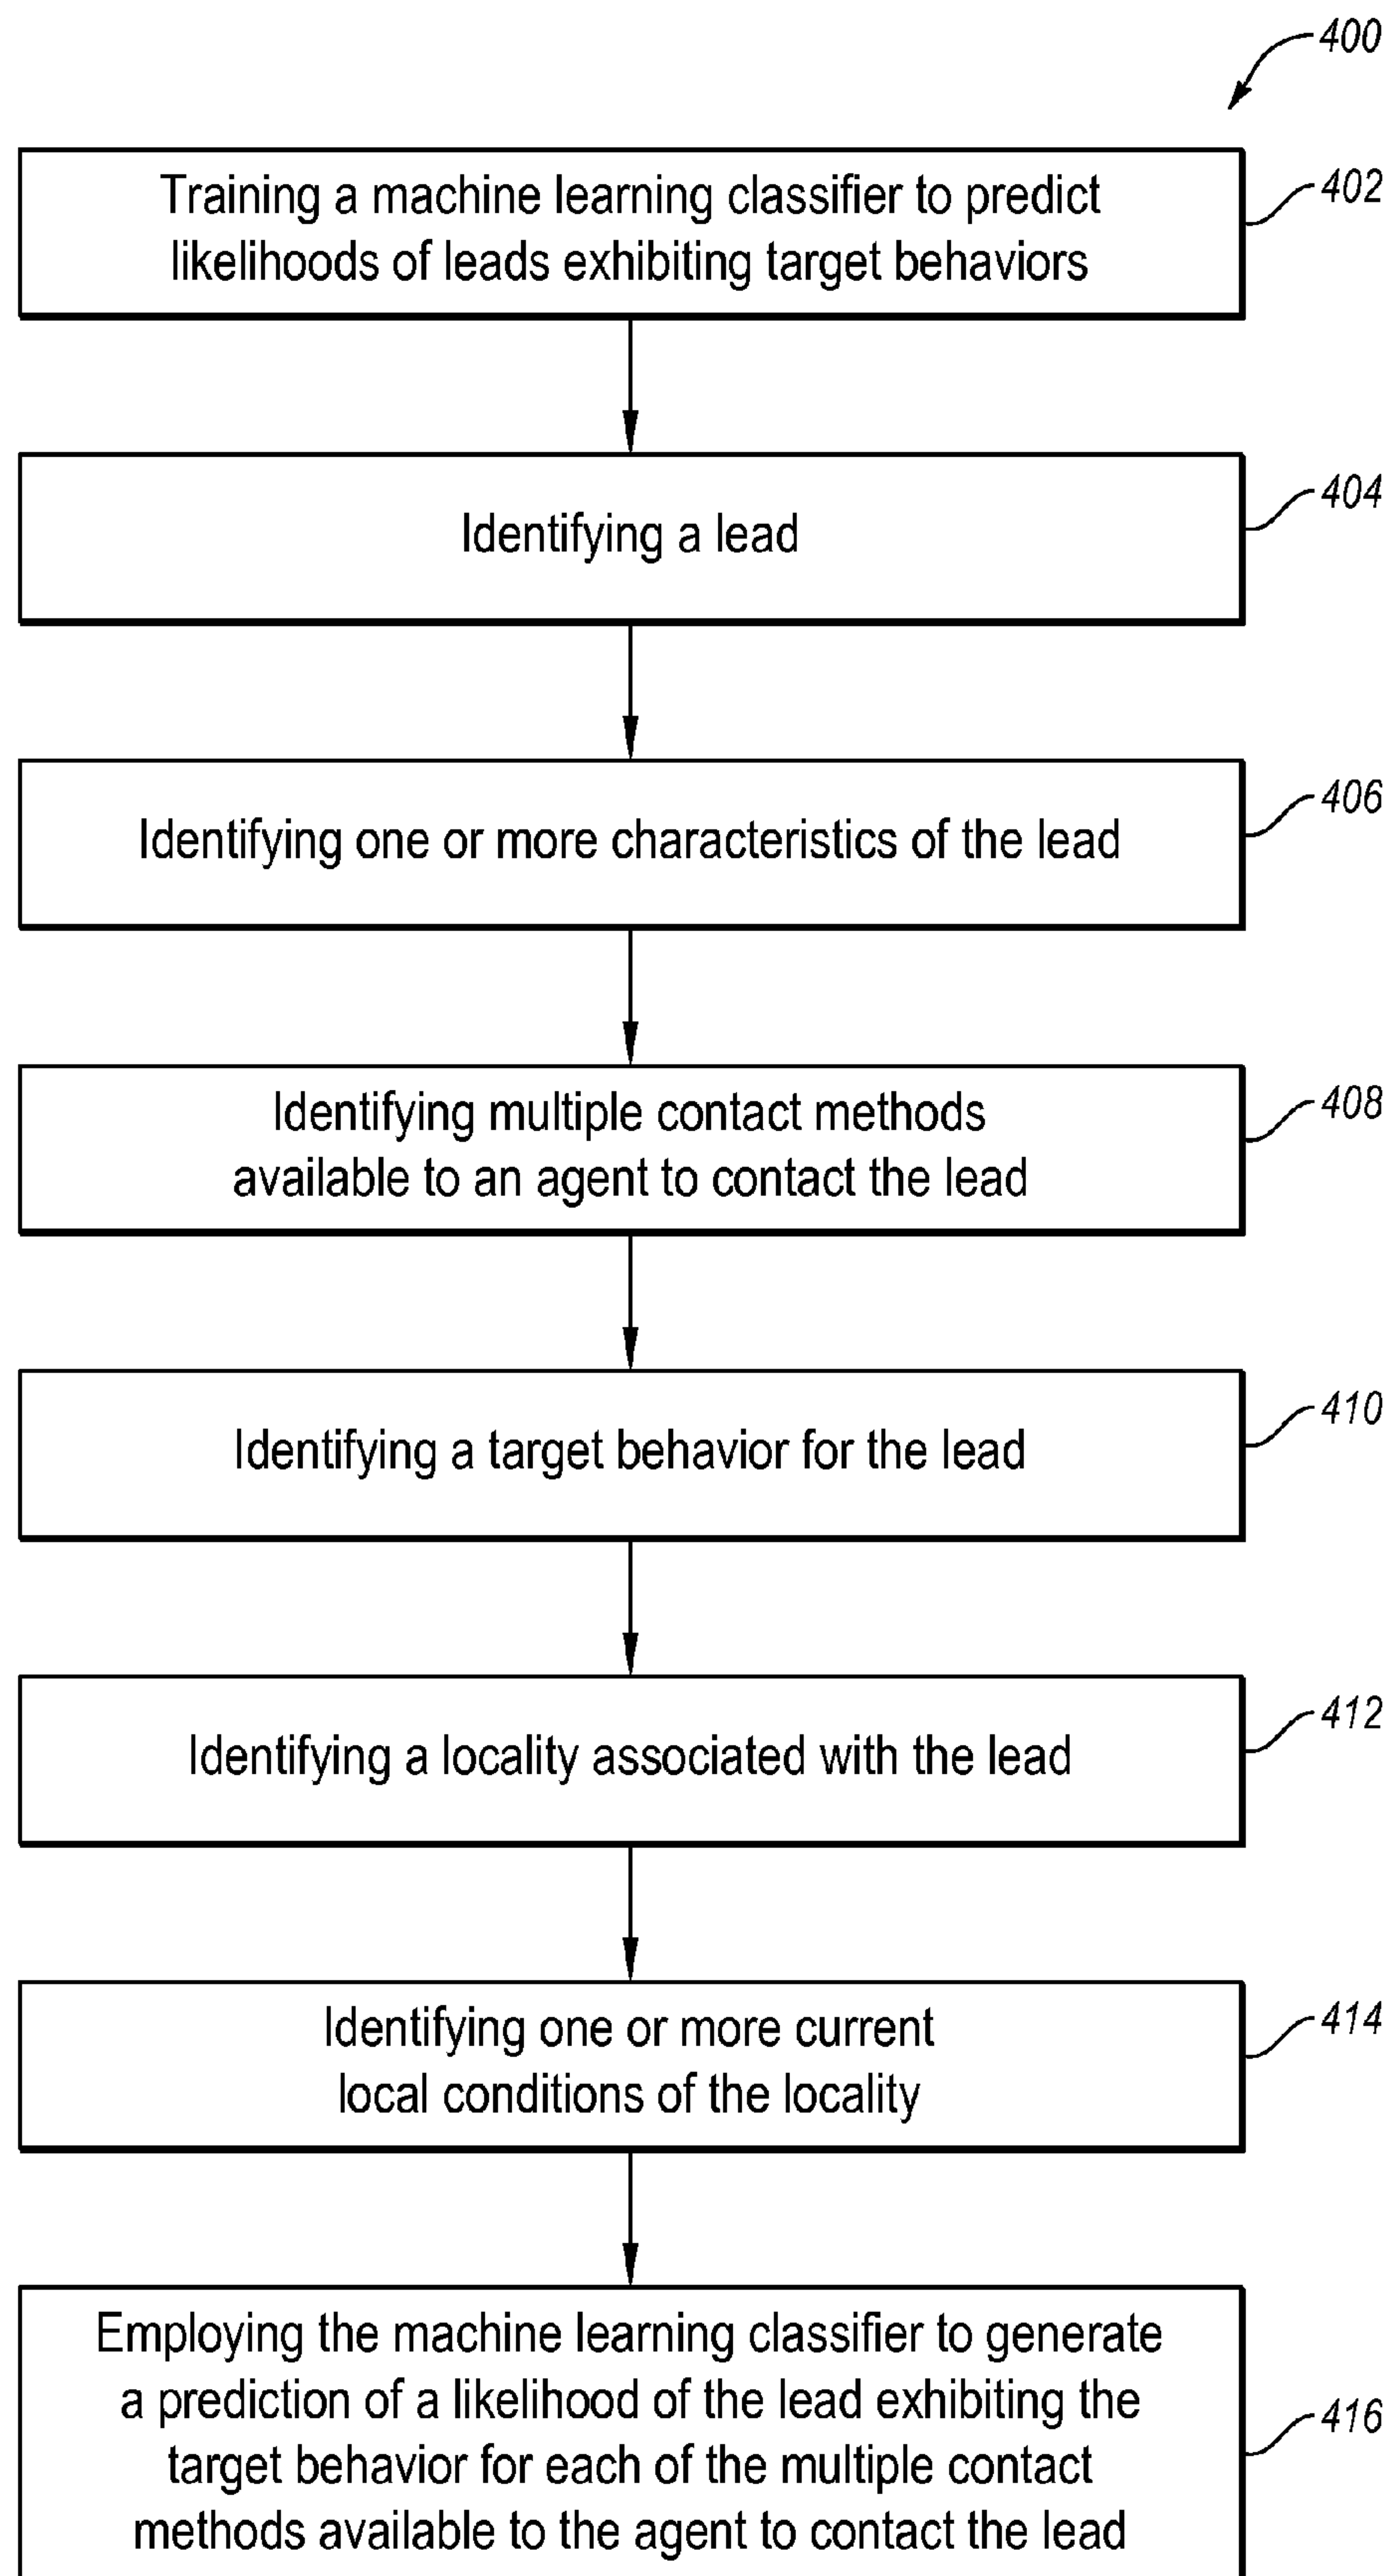 400
Training a machine learning classifier to predict
likelihoods of leads exhibiting target behaviors
402
Identifying a lead
404
Identifying one or more characteristics of the lead
406
Identifying multiple contact methods
available to an agent to contact the lead
408
Identifying a target behavior for the lead
410
Identifying a locality associated with the lead
412
Identifying one or more current
local conditions of the locality
414
Employing the machine learning classifier to generate
a prediction of a likelihood of the lead exhibiting the
target behavior for each of the multiple contact
methods available to the agent to contact the lead
416